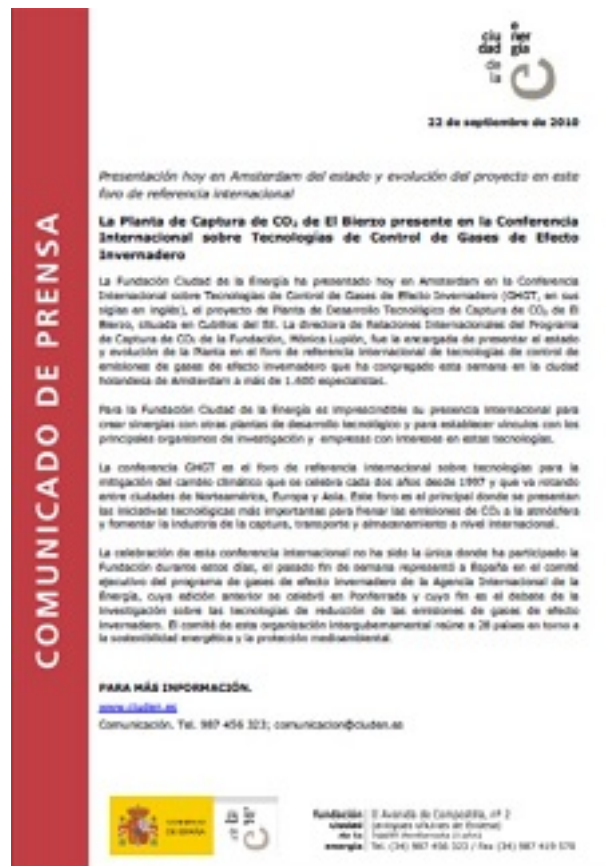 e
ciu ner
dad gía
de
la
22 de septiembre de 2010
Presentación hoy en Amsterdam del estado y evolución del proyecto en este
foro de referencia internacional
La Planta de Captura de CO₂ de El Bierzo presente en la Conferencia
Internacional sobre Tecnologías de Control de Gases de Efecto
Invernadero
La Fundación Ciudad de la Energía ha presentado hoy en Amsterdam en la Conferencia
Internacional sobre Tecnologías de Control de Gases de Efecto Invernadero (GHGT, en sus
siglas en inglés), el proyecto de Planta de Desarrollo Tecnológico de Captura de CO₂ de El
Bierzo, situada en Cubillos del Sil. La directora de Relaciones Internacionales del Programa
de Captura de CO₂ de la Fundación, Mónica Lupión, fue la encargada de presentar el estado
y evolución de la Planta en el foro de referencia internacional de tecnologías de control de
emisiones de gases de efecto invernadero que ha congregado esta semana en la ciudad
holandesa de Amsterdam a más de 1.600 especialistas.
Para la Fundación Ciudad de la Energía es imprescindible su presencia internacional para
crear sinergias con otras plantas de desarrollo tecnológico y para establecer vínculos con los
principales organismos de investigación y empresas con intereses en estas tecnologías.
La conferencia GHGT es el foro de referencia internacional sobre tecnologías para la
mitigación del cambio climático que se celebra cada dos años desde 1997 y que va rotando
entre ciudades de Norteamérica, Europa y Asia. Este foro es el principal donde se presentan
las iniciativas tecnológicas más importantes para frenar las emisiones de CO₂ a la atmósfera
y fomentar la industria de la captura, transporte y almacenamiento a nivel internacional.
La celebración de esta conferencia internacional no ha sido la única donde ha participado la
Fundación durante estos días, el pasado fin de semana representó a España en el comité
ejecutivo del programa de gases de efecto invernadero de la Agencia Internacional de la
Energía, cuya edición anterior se celebró en Ponferrada y cuyo fin es el debate de la
investigación sobre las tecnologías de reducción de las emisiones de gases de efecto
invernadero. El comité de esta organización intergubernamental reúne a 28 países en torno a
la sostenibilidad energética y la protección medioambiental.
PARA MÁS INFORMACIÓN.
www.ciuden.es
Comunicación. Tel. 987 456 323; comunicacion@ciuden.es
COMUNICADO DE PRENSA
GOBIERNO
DE ESPAÑA
fundación
ciudad
de la
energía
II Avenida de Compostilla, nº 2
Tel. (34) 987 456 323 / Fax (34) 987 419 570